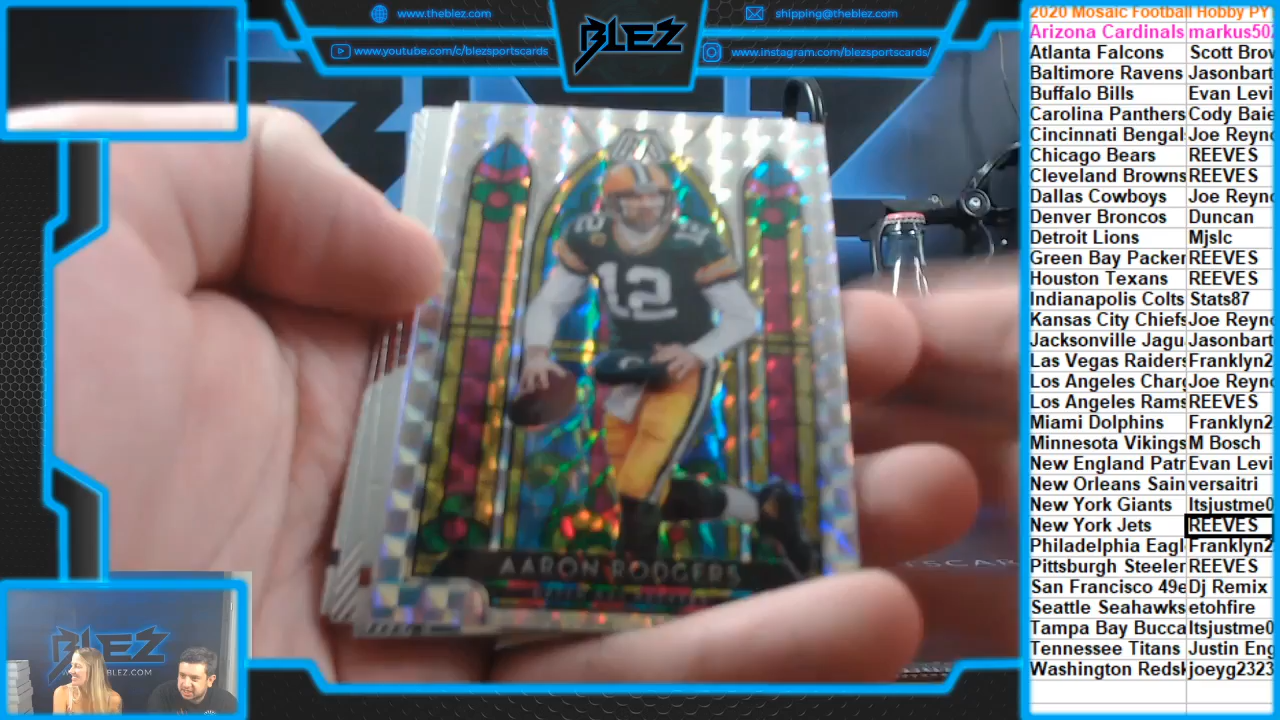 www.theblez.com
shipping@theblez.com
www.youtube.com/c/blezsportscards
www.instagram.com/blezsportscards/
BLEZ
12
12
AARON RODGERS
BLEZ
BLEZ.COM
2020 Mosaic Football Hobby PY
Arizona Cardinals markus502
Atlanta Falcons Scott Brov
Baltimore Ravens Jasonbart
Buffalo Bills Evan Levi
Carolina Panthers Cody Baie
Cincinnati Bengal Joe Reyno
Chicago Bears REEVES
Cleveland Browns REEVES
Dallas Cowboys Joe Reyno
Denver Broncos Duncan
Detroit Lions Mjslc
Green Bay Packer REEVES
Houston Texans REEVES
Indianapolis Colts Stats87
Kansas City Chiefs Joe Reyno
Jacksonville Jagu Jasonbart
Las Vegas Raiders Franklyn2
Los Angeles Charg Joe Reyno
Los Angeles Rams REEVES
Miami Dolphins Franklyn2
Minnesota Vikings M Bosch
New England Patr Evan Levi
New Orleans Sain versaitri
New York Giants Itsjustme0
New York Jets REEVES
Philadelphia Eagl Franklyn2
Pittsburgh Steeler REEVES
San Francisco 49e Dj Remix
Seattle Seahawks etohfire
Tampa Bay Bucca Itsjustme0
Tennessee Titans Justin Eng
Washington Redsk joeyg2323